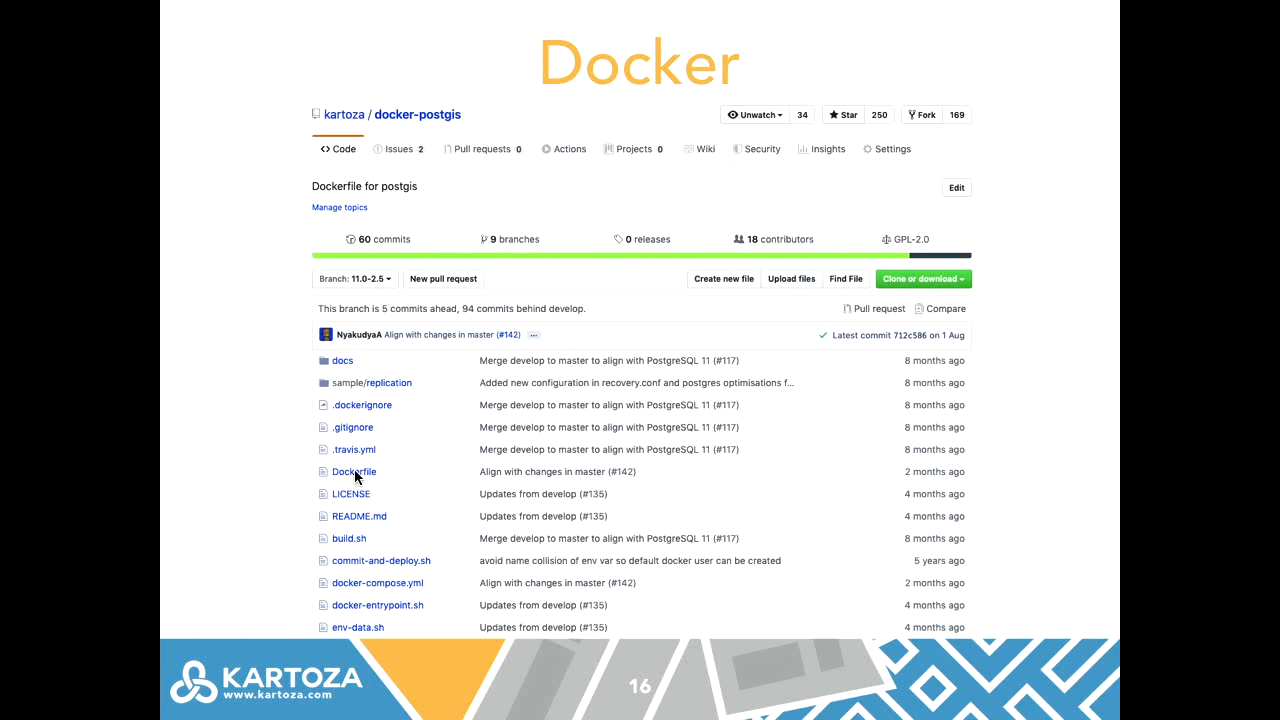 Docker
kartoza / docker-postgis Unwatch 34 Star 250 Fork 169
Code Issues 2 Pull requests 0 Actions Projects 0 Wiki Security Insights Settings
Dockerfile for postgis Edit
Manage topics
60 commits 9 branches 0 releases 18 contributors GPL-2.0
Branch: 11.0-2.5 New pull request Create new file Upload files Find File Clone or download
This branch is 5 commits ahead, 94 commits behind develop. Pull request Compare
NyakudyaA Align with changes in master (#142) ... Latest commit 712c586 on 1 Aug
docs Merge develop to master to align with PostgreSQL 11 (#117) 8 months ago
sample/replication Added new configuration in recovery.conf and postgres optimisations f... 8 months ago
.dockerignore Merge develop to master to align with PostgreSQL 11 (#117) 8 months ago
.gitignore Merge develop to master to align with PostgreSQL 11 (#117) 8 months ago
.travis.yml Merge develop to master to align with PostgreSQL 11 (#117) 8 months ago
Dockerfile Align with changes in master (#142) 2 months ago
LICENSE Updates from develop (#135) 4 months ago
README.md Updates from develop (#135) 4 months ago
build.sh Merge develop to master to align with PostgreSQL 11 (#117) 8 months ago
commit-and-deploy.sh avoid name collision of env var so default docker user can be created 5 years ago
docker-compose.yml Align with changes in master (#142) 2 months ago
docker-entrypoint.sh Updates from develop (#135) 4 months ago
env-data.sh Updates from develop (#135) 4 months ago
KARTOZA
www.kartoza.com
16